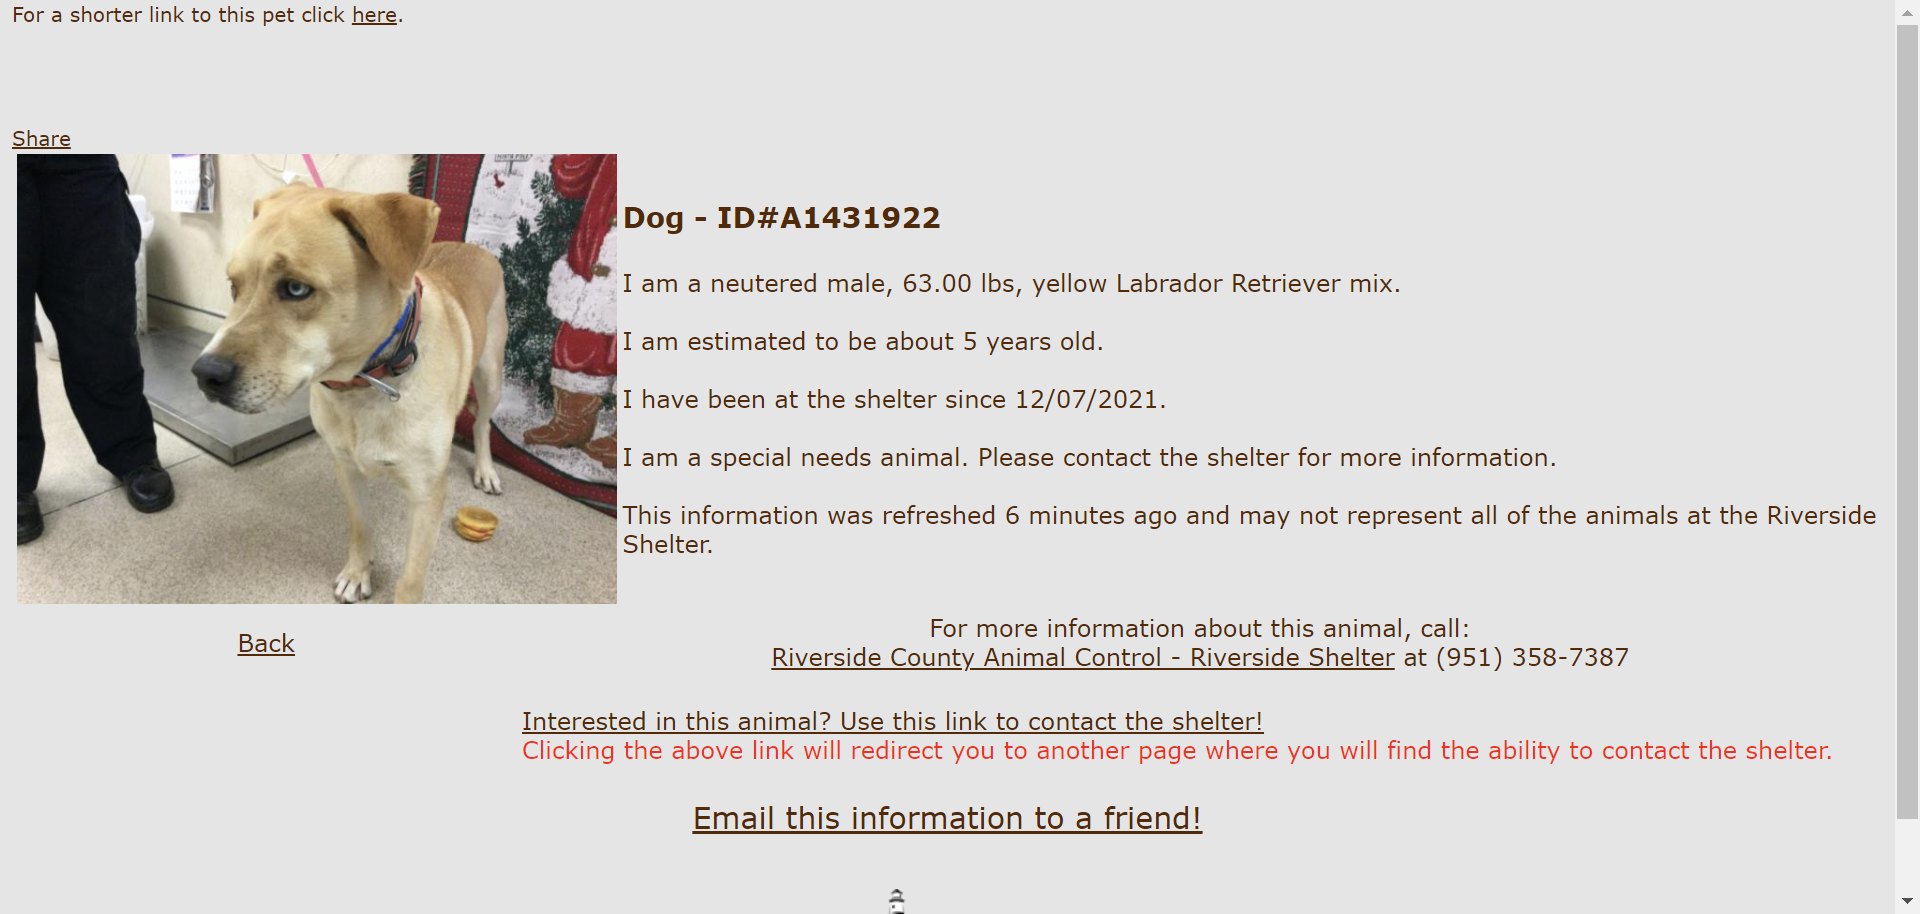 For a shorter link to this pet click here.
Share
Dog - ID#A1431922
I am a neutered male, 63.00 lbs, yellow Labrador Retriever mix.
I am estimated to be about 5 years old.
I have been at the shelter since 12/07/2021.
I am a special needs animal. Please contact the shelter for more information.
This information was refreshed 6 minutes ago and may not represent all of the animals at the Riverside
Shelter.
Back
For more information about this animal, call:
Riverside County Animal Control - Riverside Shelter at (951) 358-7387
Interested in this animal? Use this link to contact the shelter!
Clicking the above link will redirect you to another page where you will find the ability to contact the shelter.
Email this information to a friend!